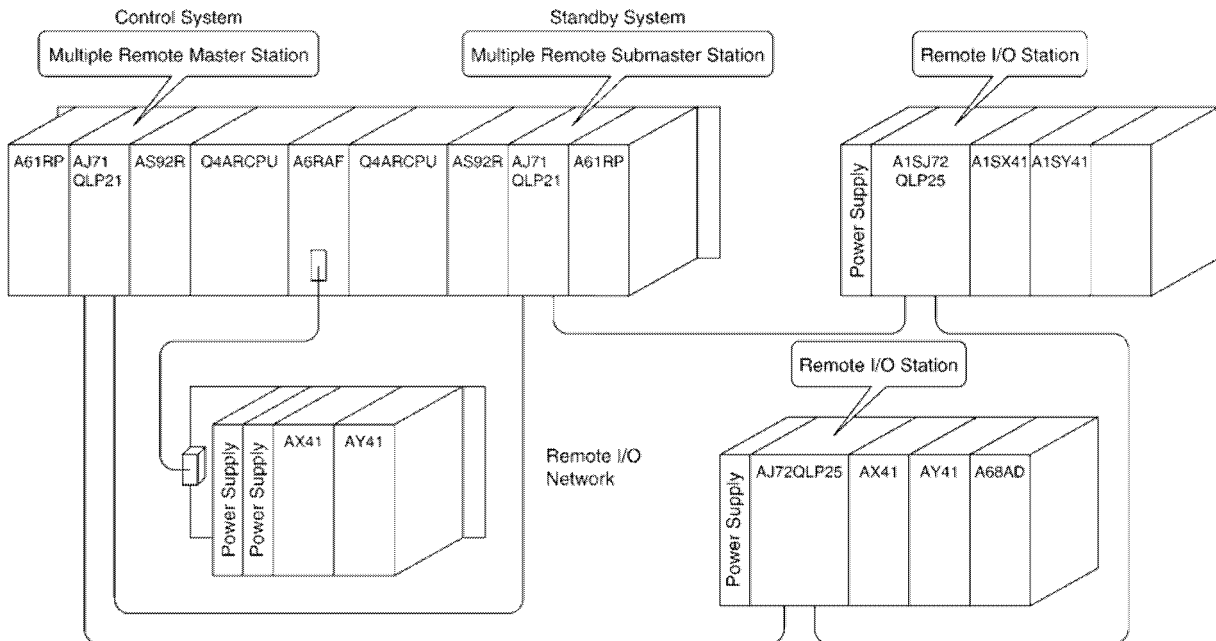 Control System
Standby System
Multiple Remote Master Station
Multiple Remote Submaster Station
Remote I/O Station
A61RP
AJ71
QLP21
AS92R
Q4ARCPU
A6RAF
Q4ARCPU
AS92R
AJ71
QLP21
A61RP
Power Supply
A1SJ72
QLP25
A1SX41
A1SY41
Remote I/O Station
Power Supply
Power Supply
AX41
AY41
Remote I/O
Network
Power Supply
AJ72QLP25
AX41
AY41
A68AD